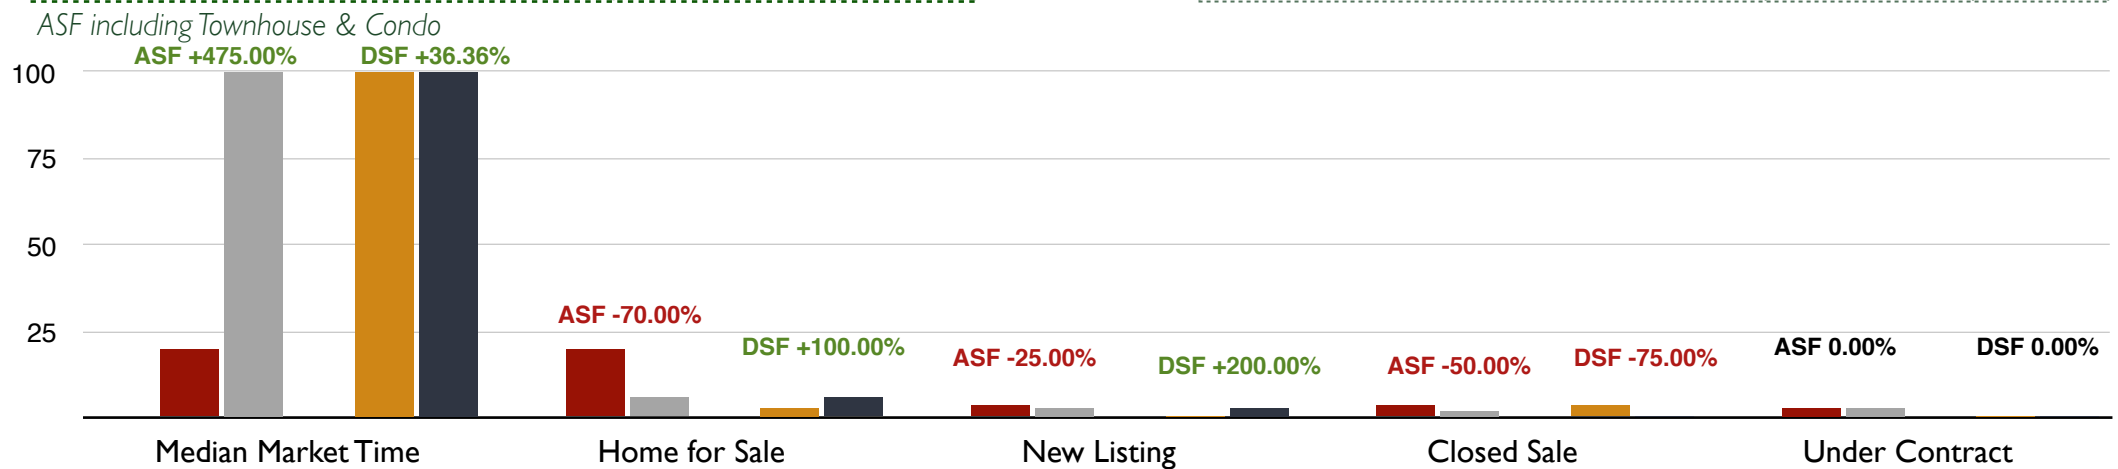 ASF including Townhouse & Condo
ASF +475.00% DSF +36.36%
100
75
50
25
ASF -70.00%
DSF +100.00%
ASF -25.00%
DSF +200.00%
ASF -50.00%
DSF -75.00%
ASF 0.00%
DSF 0.00%
Median Market Time Home for Sale New Listing Closed Sale Under Contract